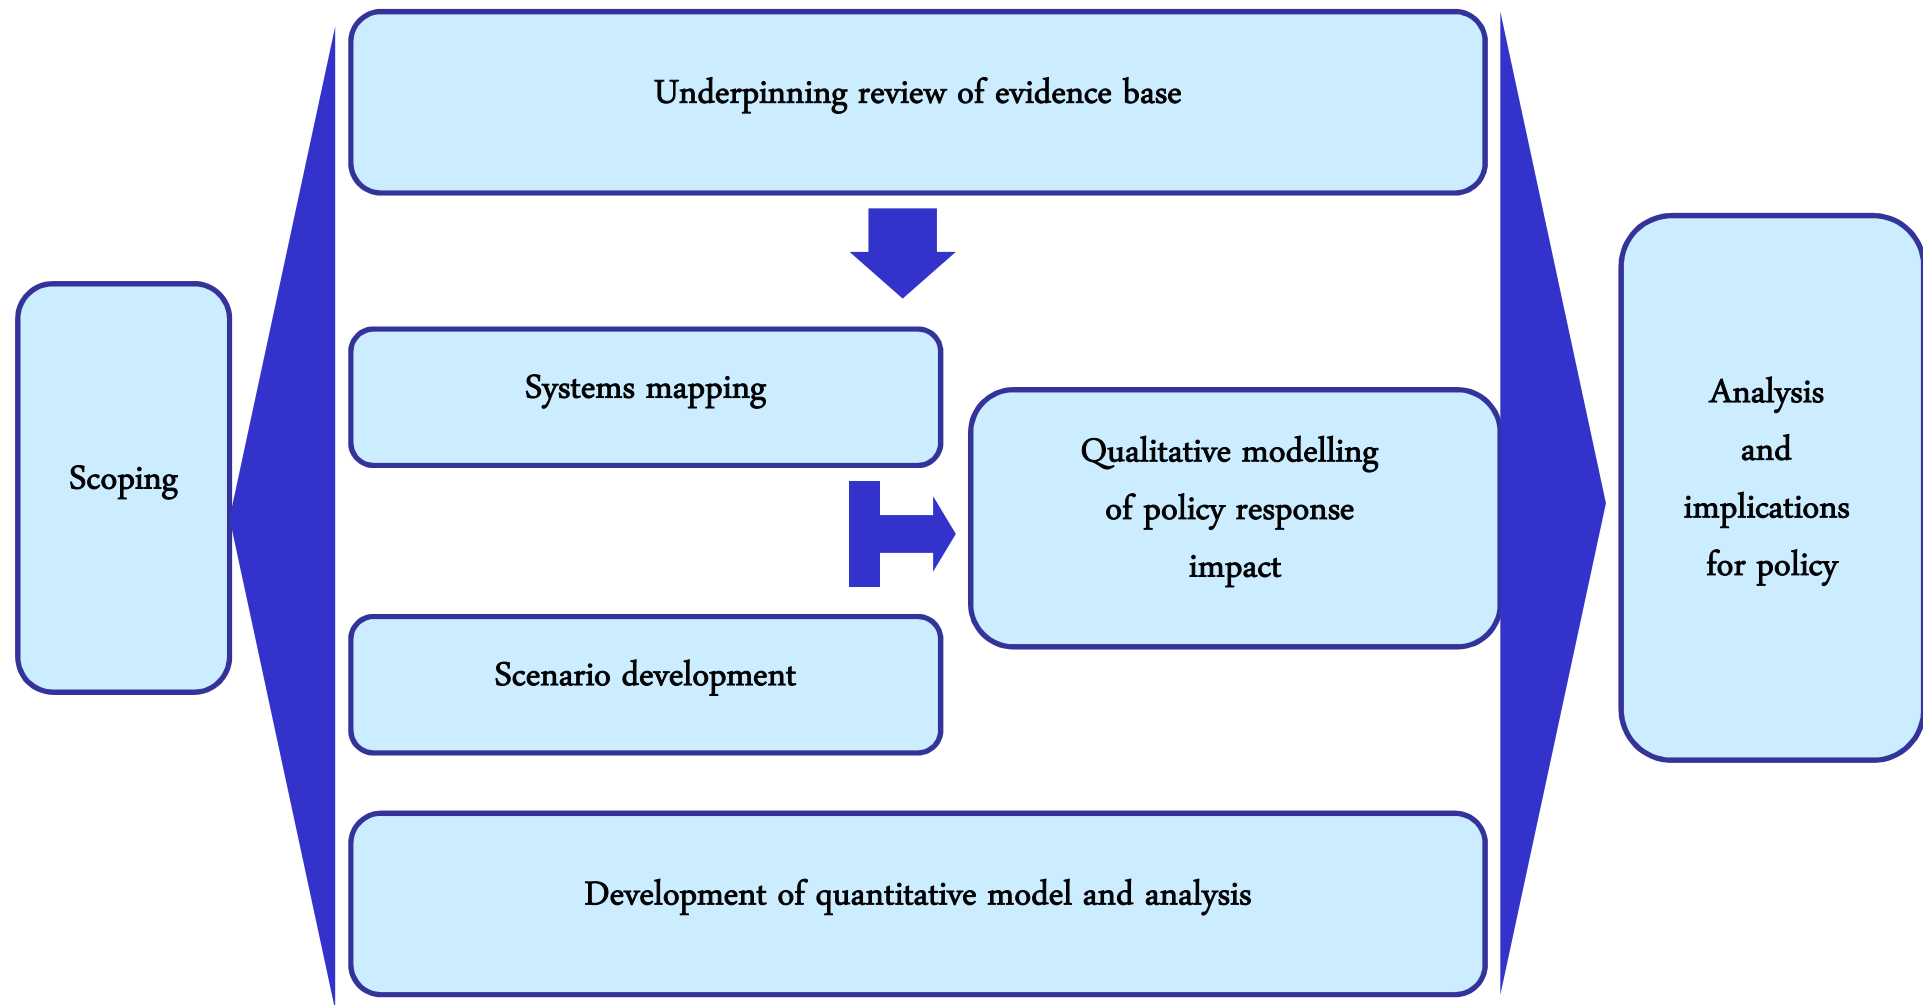 Underpinning review of evidence base
Scoping
Systems mapping
Qualitative modelling
of policy response
impact
Scenario development
Development of quantitative model and analysis
Analysis
and
implications
for policy